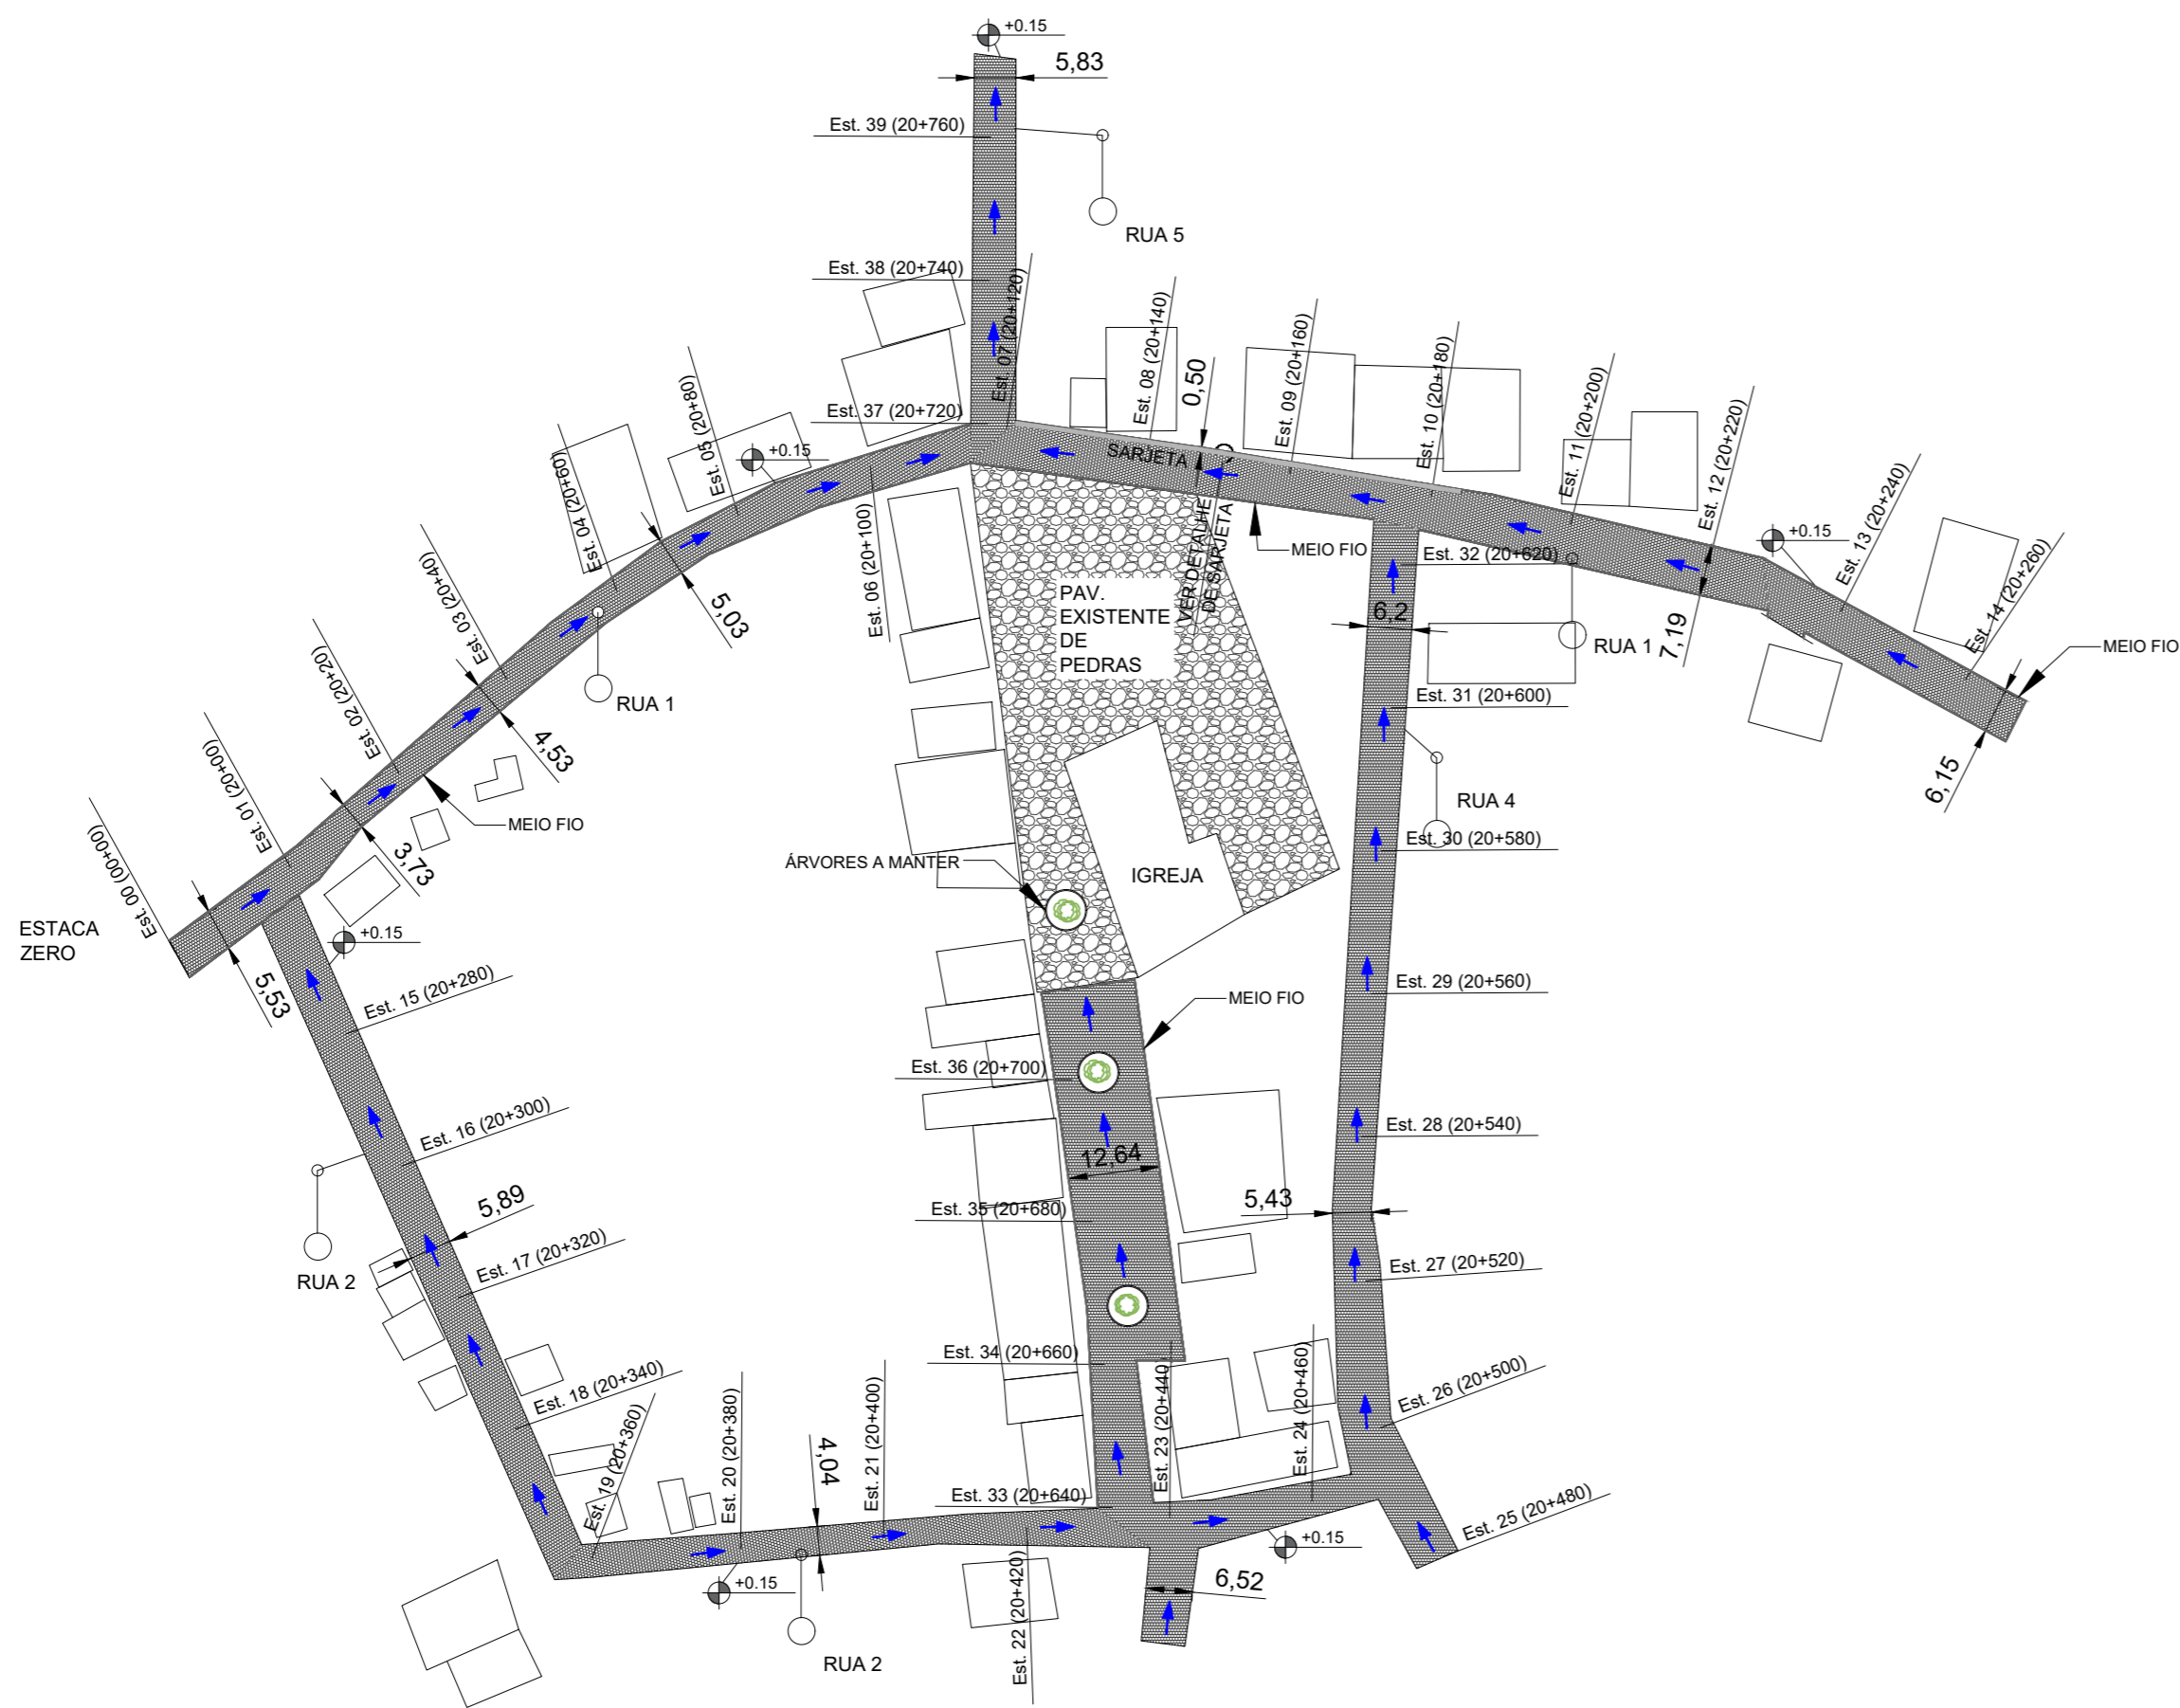 +0.15
5,83
Est. 39 (20+760)
RUA 5
Est. 38 (20+740)
Est. 07 (20+120)
Est. 37 (20+720)
Est. 08 (20+140)
0,50
Est. 09 (20+160)
Est. 10 (20+180)
Est. 11 (20+200)
Est. 12 (20+220)
Est. 13 (20+240)
Est. 14 (20+260)
SARJETA
VER DETALHE
DE SARJETA
MEIO FIO
+0.15
Est. 05 (20+80)
Est. 04 (20+60)
Est. 03 (20+40)
Est. 02 (20+20)
Est. 01 (20+00)
Est. 00 (00+00)
+0.15
Est. 06 (20+100)
5,03
PAV.
EXISTENTE
DE
PEDRAS
Est. 32 (20+620)
6,2
RUA 1
7,19
MEIO FIO
6,15
RUA 1
4,53
MEIO FIO
3,73
Est. 31 (20+600)
RUA 4
Est. 30 (20+580)
ÁRVORES A MANTER
IGREJA
ESTACA
ZERO
+0.15
5,53
Est. 15 (20+280)
Est. 29 (20+560)
MEIO FIO
Est. 36 (20+700)
Est. 16 (20+300)
Est. 28 (20+540)
12,64
5,89
5,43
Est. 35 (20+680)
Est. 17 (20+320)
RUA 2
Est. 27 (20+520)
Est. 34 (20+660)
Est. 18 (20+340)
Est. 19 (20+360)
Est. 20 (20+380)
4,04
Est. 21 (20+400)
Est. 23 (20+440)
Est. 24 (20+460)
Est. 26 (20+500)
Est. 33 (20+640)
Est. 25 (20+480)
+0.15
+0.15
6,52
Est. 22 (20+420)
RUA 2